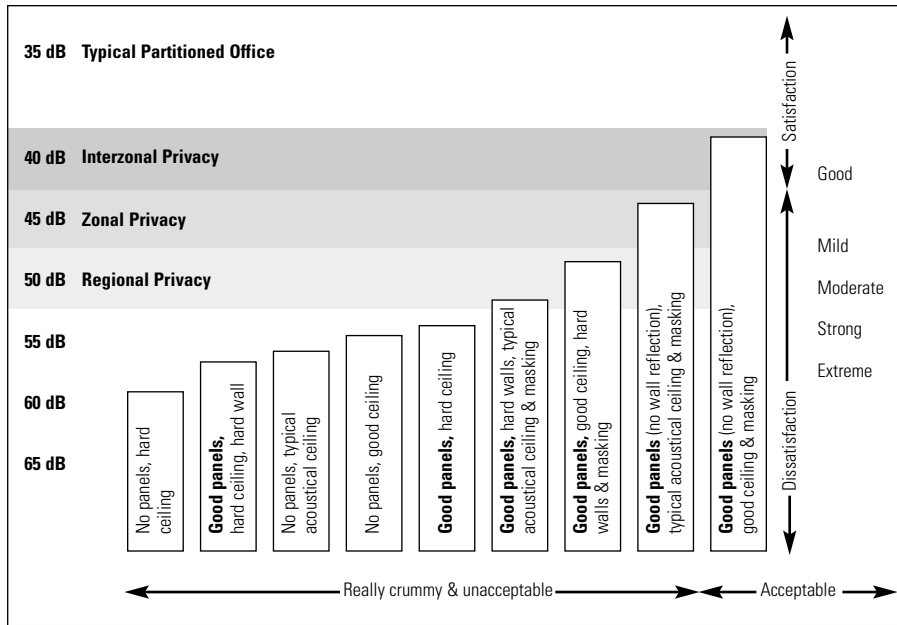 35 dB Typical Partitioned Office
40 dB Interzonal Privacy
45 dB Zonal Privacy
50 dB Regional Privacy
55 dB
60 dB
65 dB
No panels, hard
ceiling
Good panels,
hard ceiling, hard wall
No panels, typical
acoustical ceiling
No panels, good ceiling
Good panels, hard ceiling
Good panels, hard walls, typical
acoustical ceiling & masking
Good panels, good ceiling, hard
walls & masking
Good panels (no wall reflection),
typical acoustical ceiling & masking
Good panels (no wall reflection),
good ceiling & masking
Satisfaction
Dissatisfaction
Good
Mild
Moderate
Strong
Extreme
Really crummy & unacceptable
Acceptable